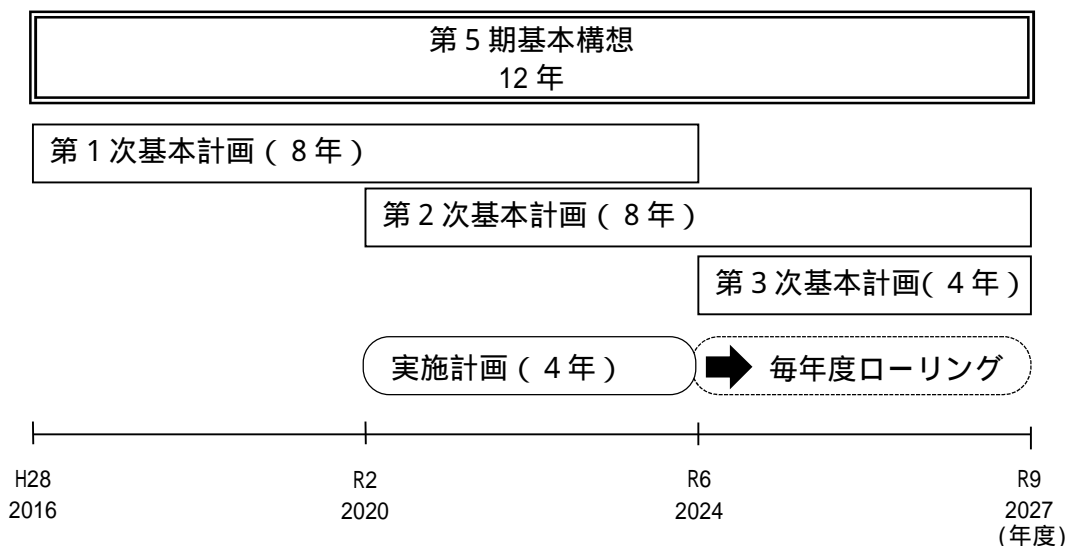 第5期基本構想
12年
第1次基本計画(8年)
第2次基本計画(8年)
第3次基本計画(4年)
実施計画(4年)
毎年度ローリング
H28 R2 R6 R9
2016 2020 2024 2027
(年度)